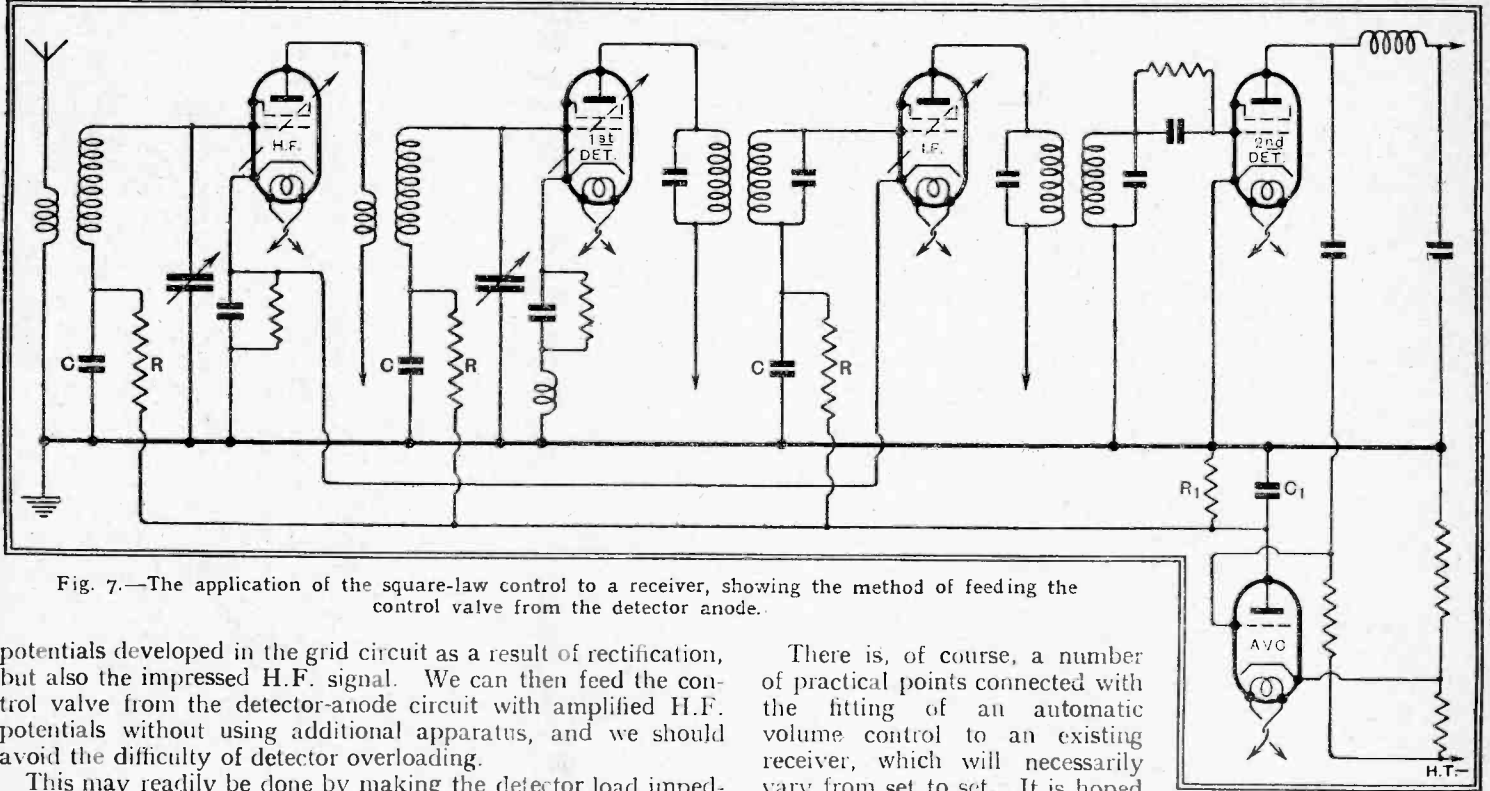 H.F.
1st
DET.
I.F.
2nd
DET.
C
R
C
R
C
R
R1
C1
AVC
H.T.—
Fig. 7.—The application of the square-law control to a receiver, showing the method of feeding the
control valve from the detector anode.
potentials developed in the grid circuit as a result of rectification,
but also the impressed H.F. signal. We can then feed the con-
trol valve from the detector-anode circuit with amplified H.F.
potentials without using additional apparatus, and we should
avoid the difficulty of detector overloading.
This may readily be done by making the detector load imped-
There is, of course, a number
of practical points connected with
the fitting of an automatic
volume control to an existing
receiver, which will necessarily
vary from set to set. It is hoped